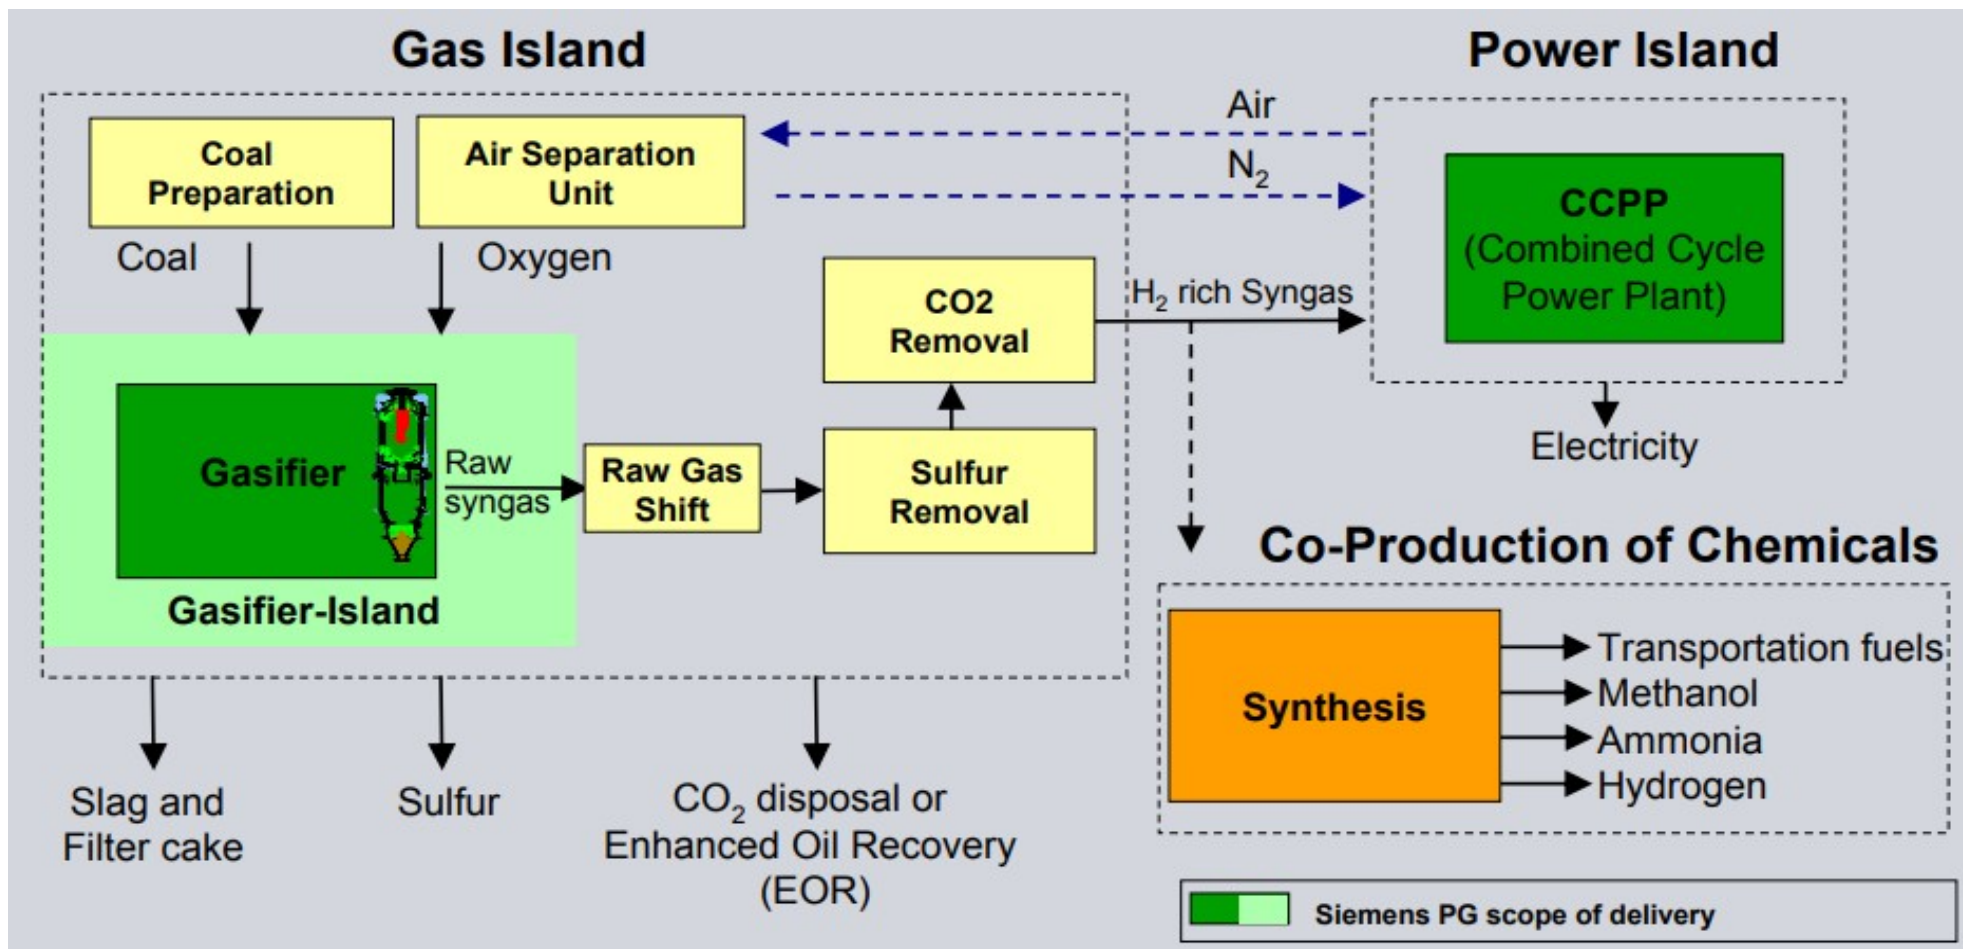 Gas Island
Power Island
Coal
Preparation
Air Separation
Unit
Air
N2
CCPP
(Combined Cycle
Power Plant)
Coal
Oxygen
CO2
Removal
H2 rich Syngas
Gasifier
Raw
syngas
Raw Gas
Shift
Sulfur
Removal
Electricity
Gasifier-Island
Co-Production of Chemicals
Synthesis
Transportation fuels
Methanol
Ammonia
Hydrogen
Slag and
Filter cake
Sulfur
CO2 disposal or
Enhanced Oil Recovery
(EOR)
Siemens PG scope of delivery